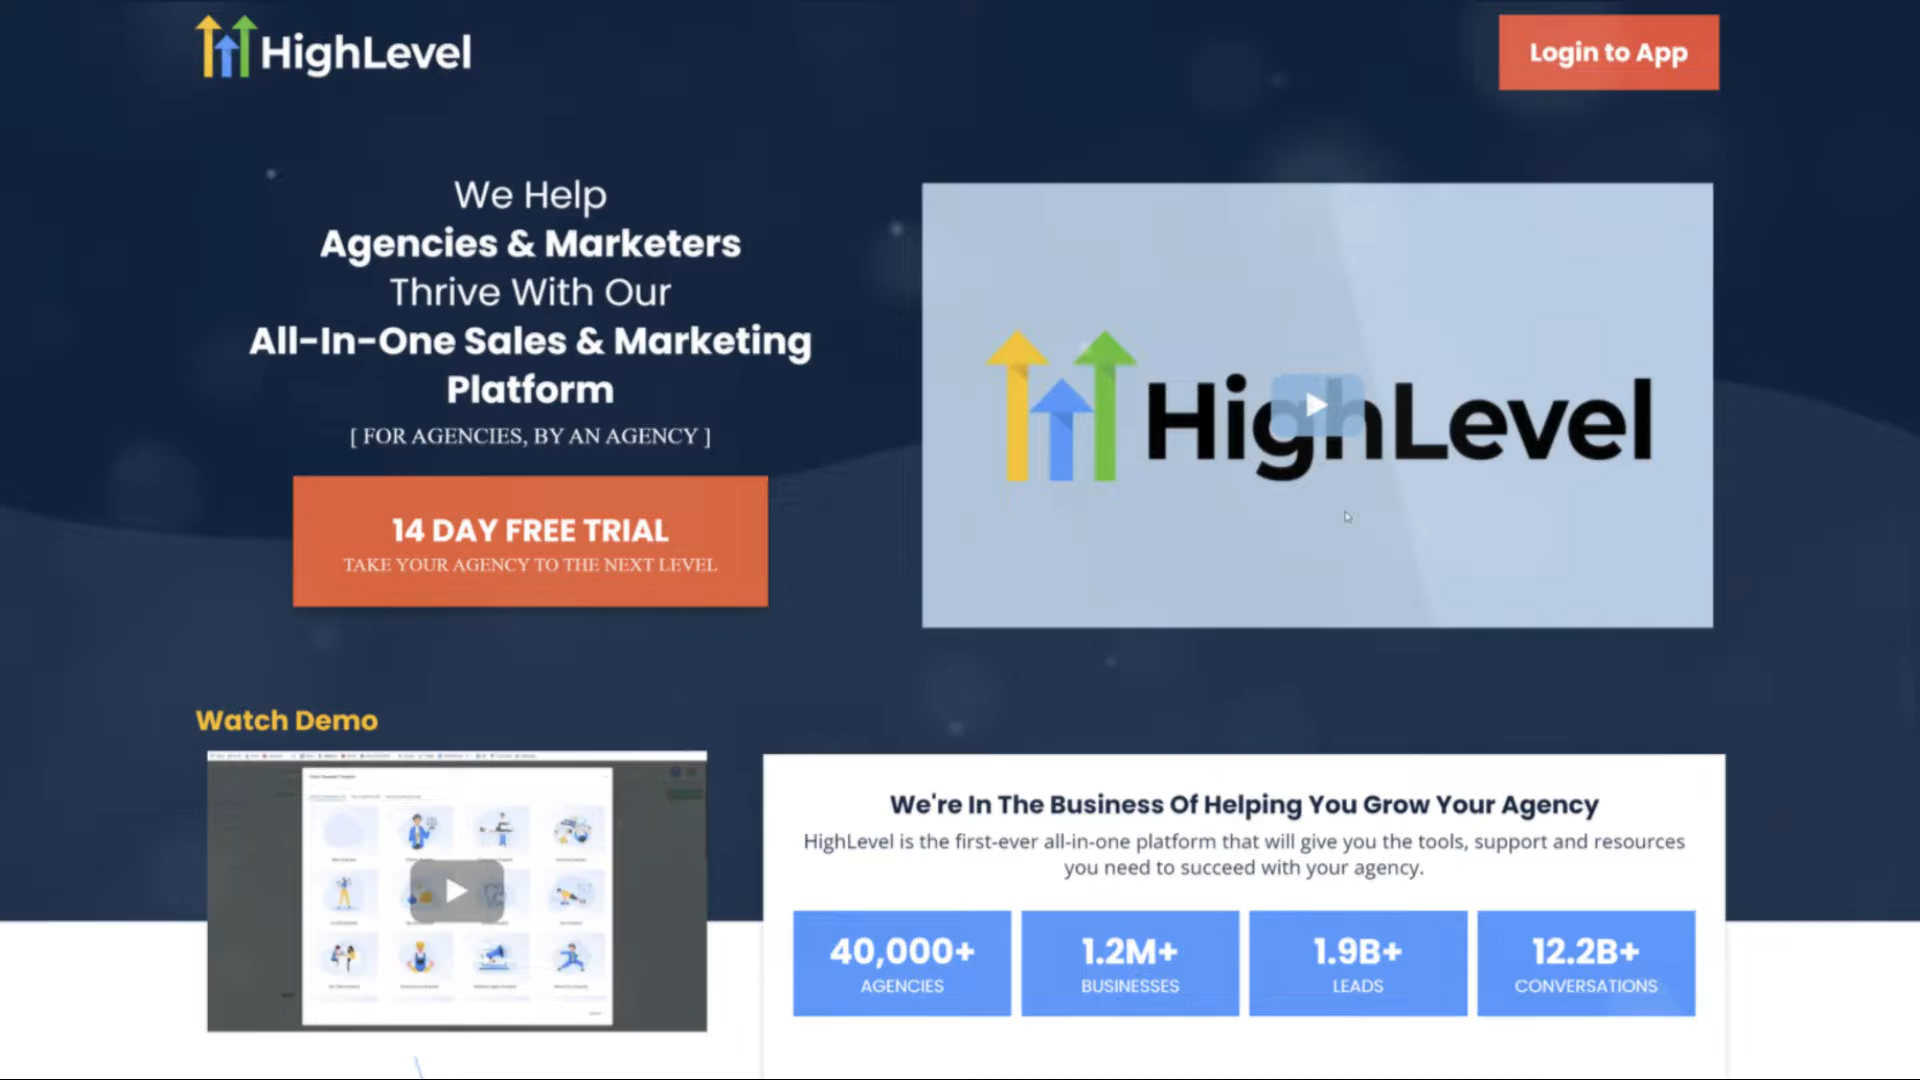 HighLevel
Login to App
We Help
Agencies & Marketers
Thrive With Our
All-In-One Sales & Marketing
Platform
[ FOR AGENCIES, BY AN AGENCY ]
14 DAY FREE TRIAL
TAKE YOUR AGENCY TO THE NEXT LEVEL
HighLevel
Watch Demo
We're In The Business Of Helping You Grow Your Agency
HighLevel is the first-ever all-in-one platform that will give you the tools, support and resources
you need to succeed with your agency.
40,000+
AGENCIES
1.2M+
BUSINESSES
1.9B+
LEADS
12.2B+
CONVERSATIONS